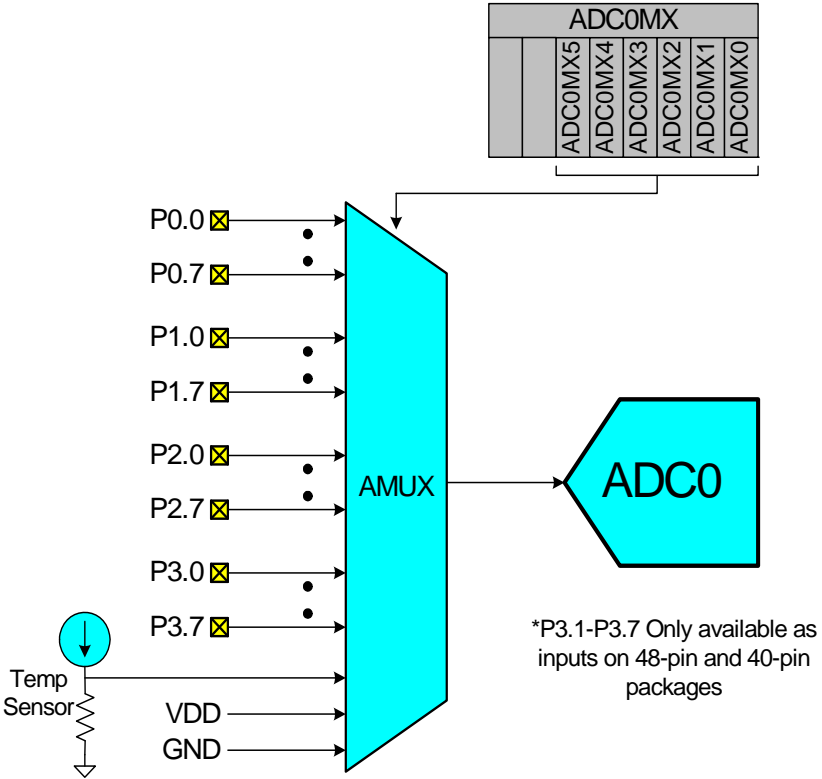 ADC0MX
ADC0MX5
ADC0MX4
ADC0MX3
ADC0MX2
ADC0MX1
ADC0MX0
P0.0
P0.7
P1.0
P1.7
P2.0
P2.7
P3.0
P3.7
AMUX
ADC0
Temp
Sensor
VDD
GND
*P3.1-P3.7 Only available as
inputs on 48-pin and 40-pin
packages